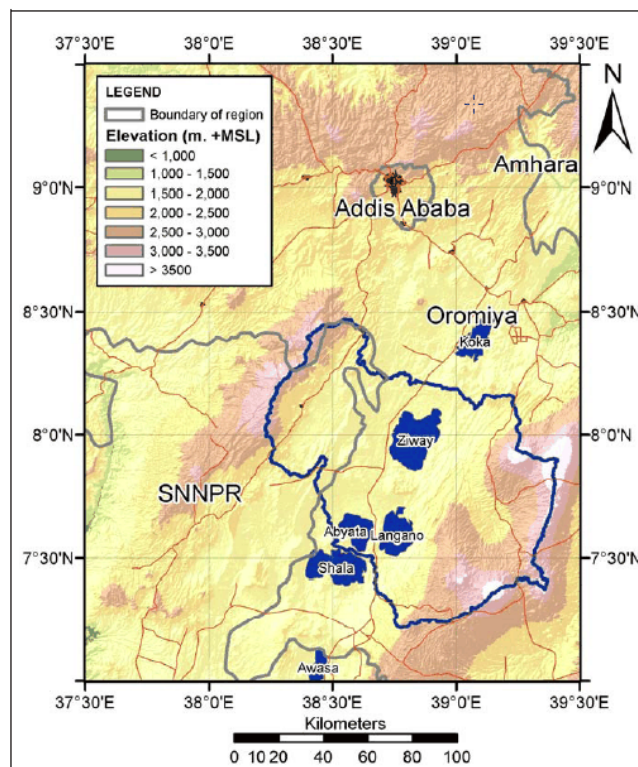 37°30'E 38°0'E 38°30'E 39°0'E 39°30'E
N
LEGEND
Boundary of region
Elevation (m. +MSL)
< 1,000
1,000 - 1,500
1,500 - 2,000
2,000 - 2,500
2,500 - 3,000
3,000 - 3,500
> 3500
Amhara
9°0'N
9°0'N
Addis Ababa
8°30'N
8°30'N
Oromiya
Koka
8°0'N
8°0'N
Ziway
SNNPR
Abyata
Langano
7°30'N
7°30'N
Shala
Awasa
37°30'E 38°0'E 38°30'E 39°0'E 39°30'E
Kilometers
0 10 20 40 60 80 100